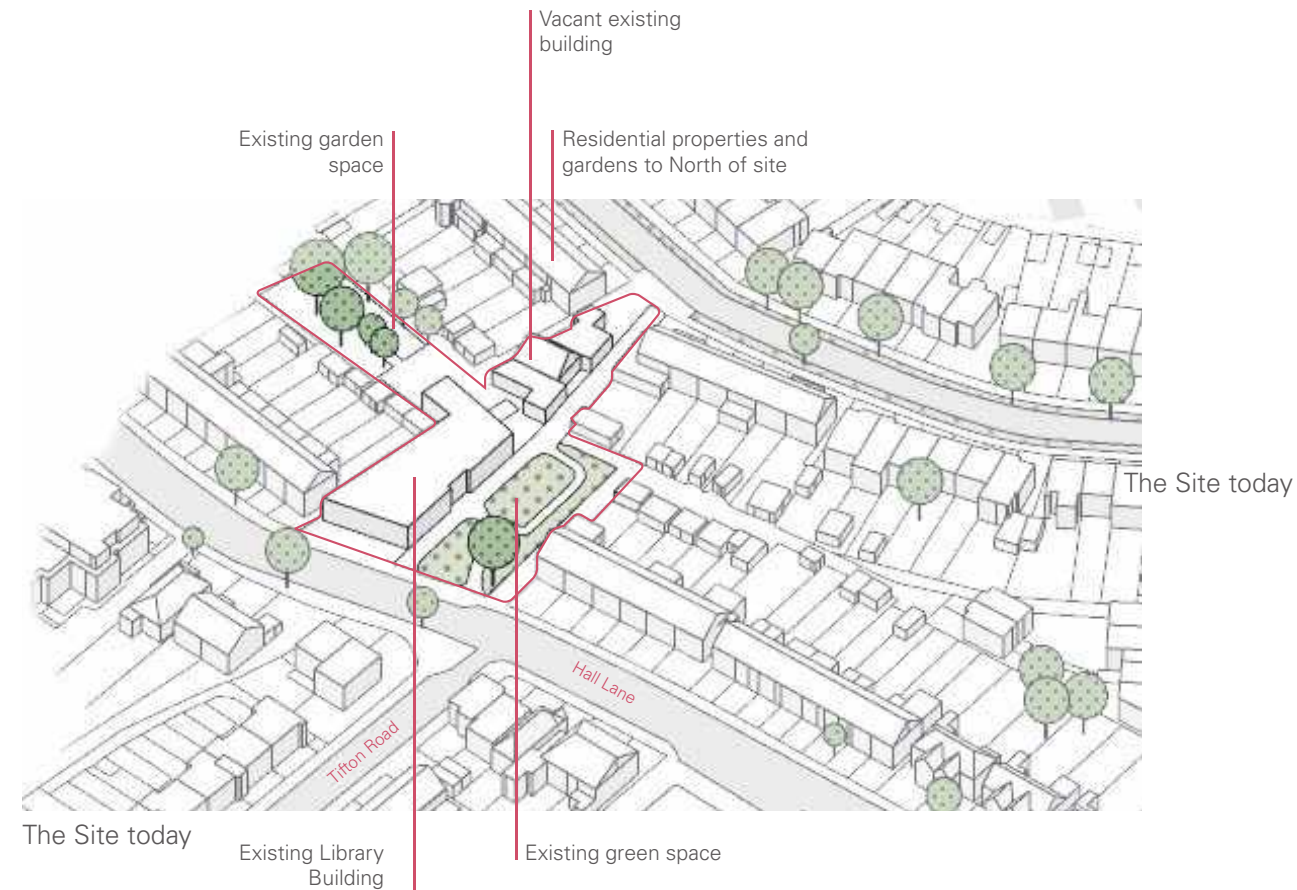 Vacant existing
building
Existing garden
space
Residential properties and
gardens to North of site
The Site today
Hall Lane
Tifton Road
The Site today
Existing Library
Building
Existing green space